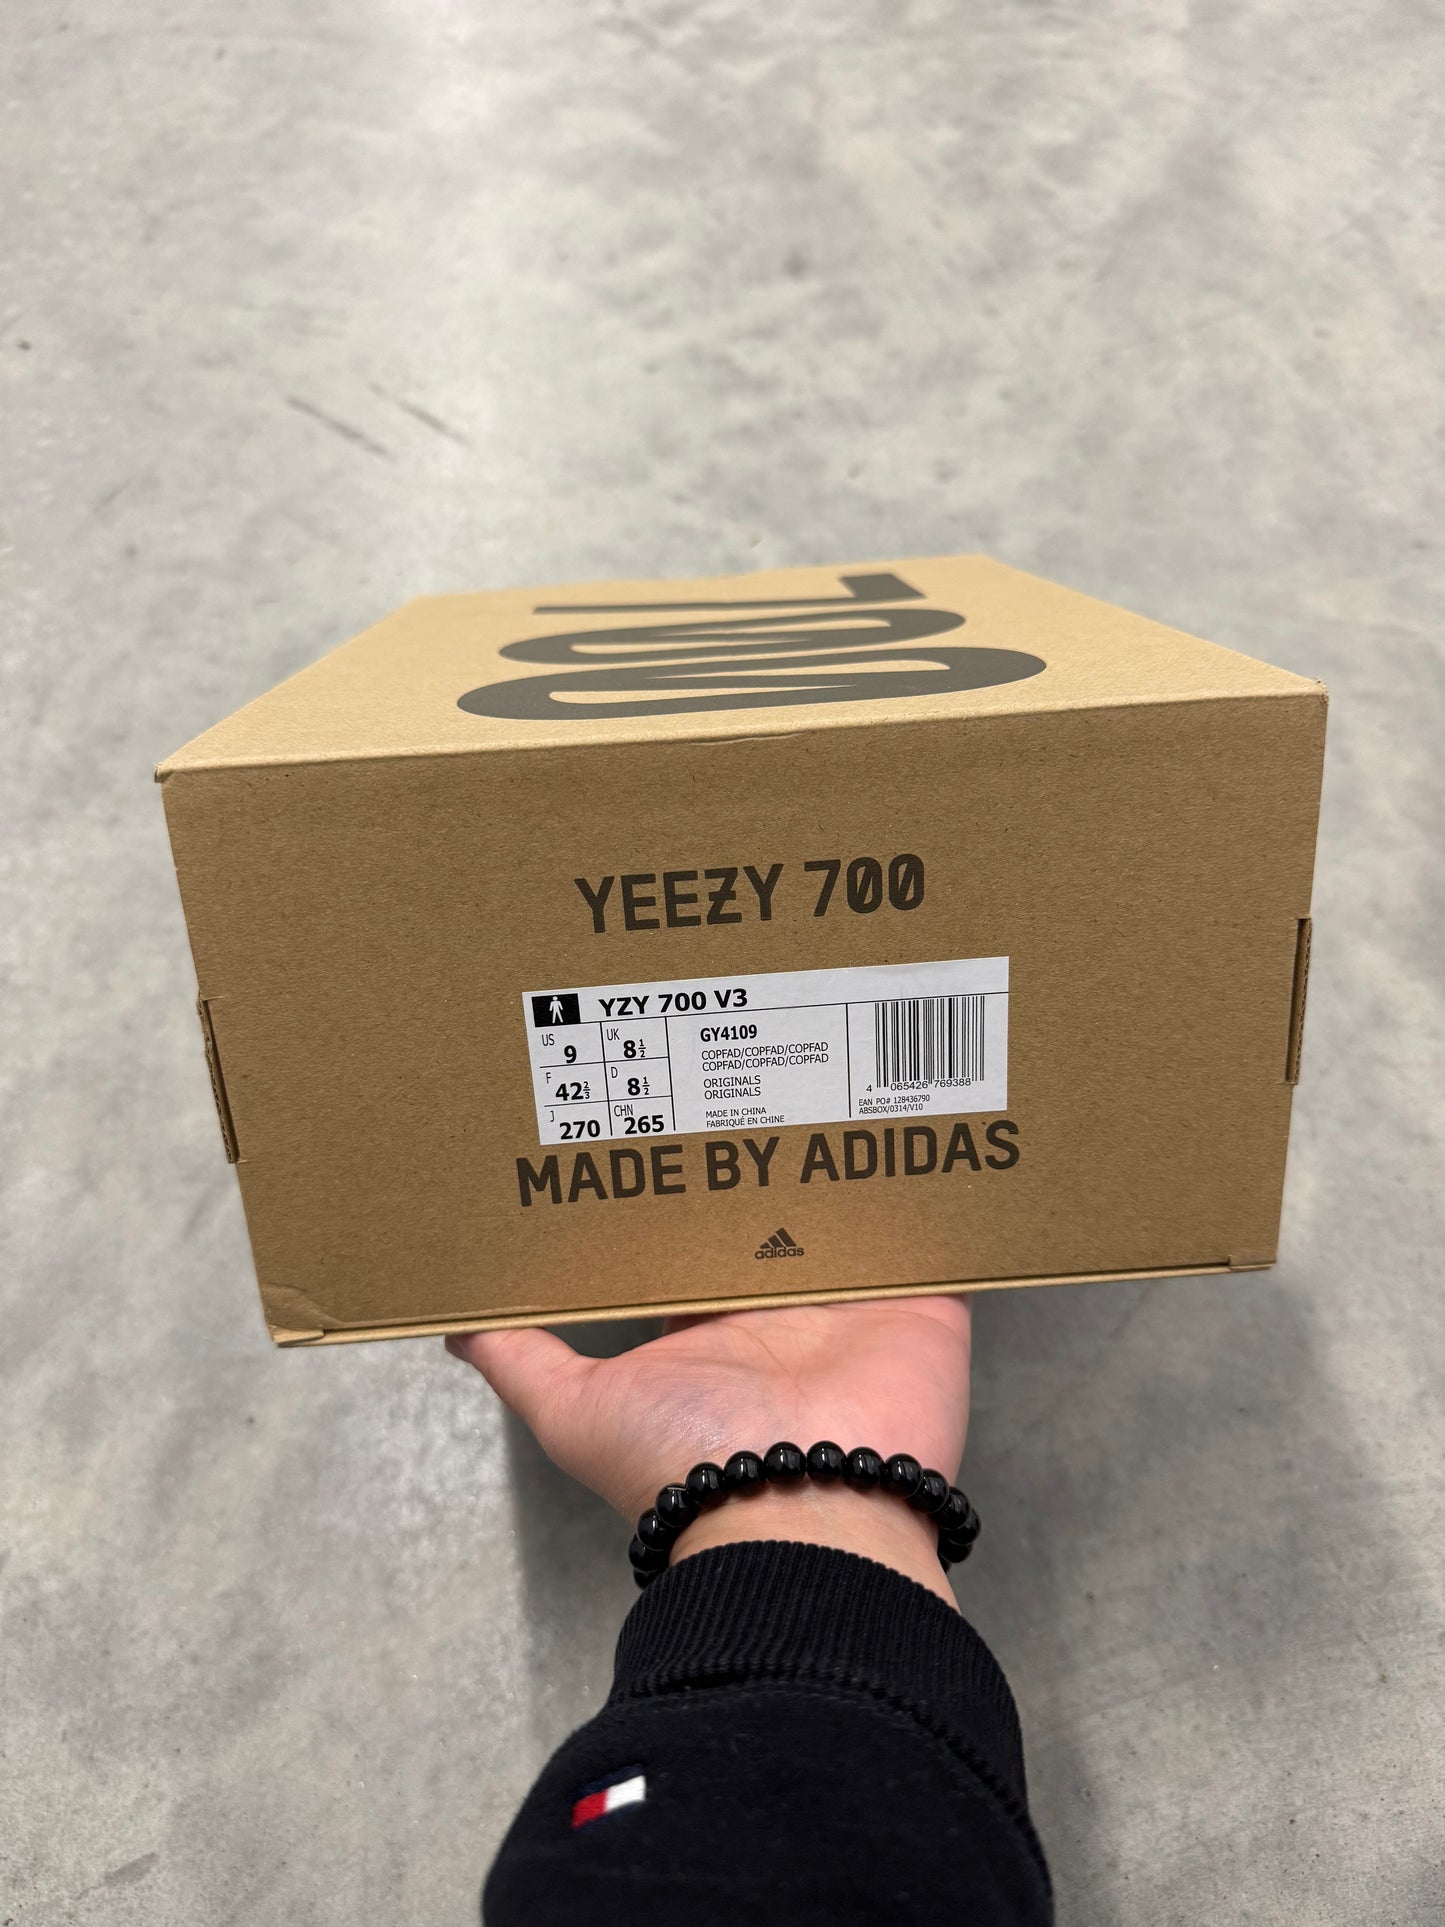 700
YEEZY 700
YZY 700 V3
US 9 UK 8½
F 42⅔ D 8½
J 270 CHN 265
GY4109
COPFAD/COPFAD/COPFAD
COPFAD/COPFAD/COPFAD
ORIGINALS
ORIGINALS
MADE IN CHINA
FABRIQUÉ EN CHINE
4 065426 769388
EAN PO# 128436790
ABSBOX/0314/V10
MADE BY ADIDAS
adidas